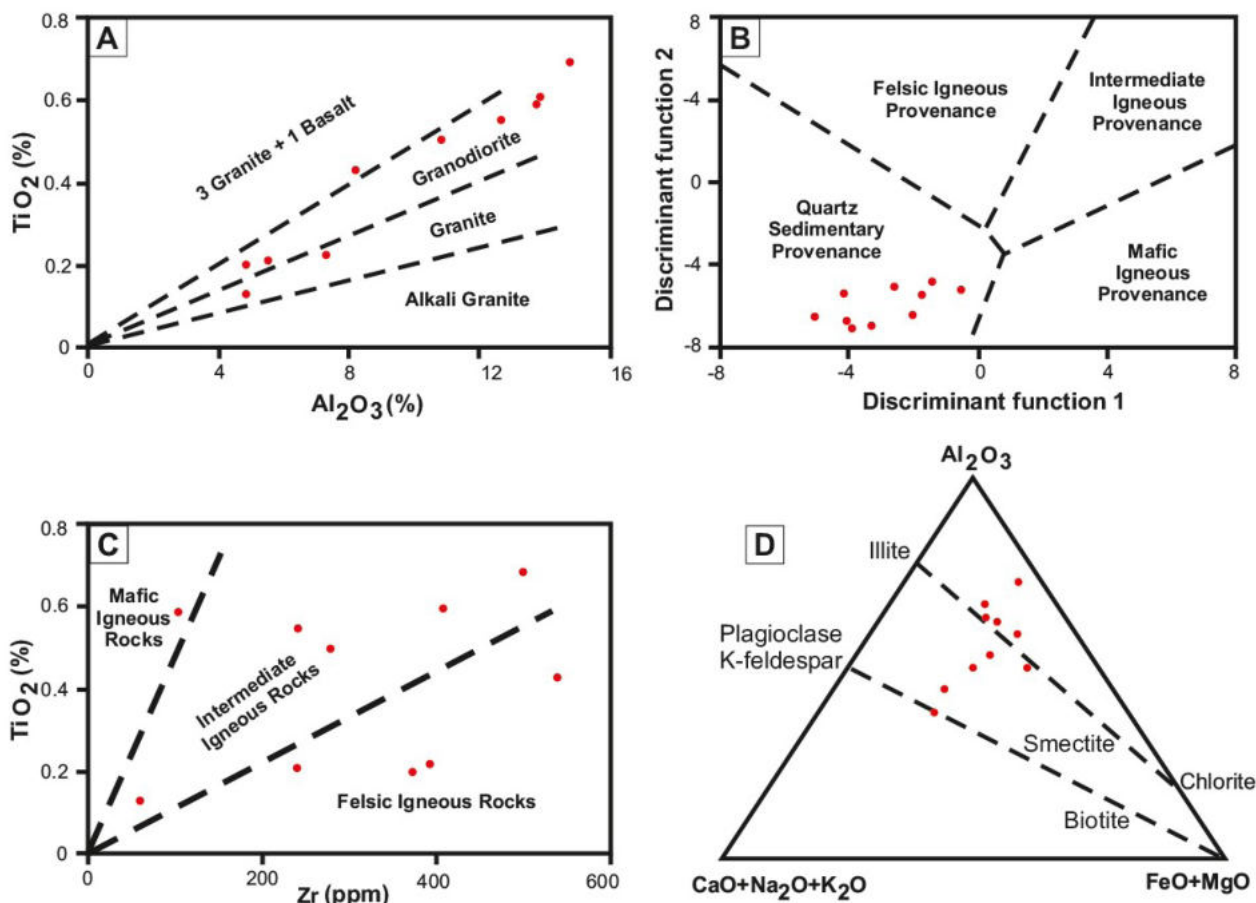 A
0.8
0.6
0.4
0.2
0
TiO2 (%)
3 Granite + 1 Basalt
Granodiorite
Granite
Alkali Granite
0
4
8
12
16
Al2O3 (%)
B
8
-4
0
-4
-8
Discriminant function 2
Felsic Igneous
Provenance
Intermediate
Igneous
Provenance
Quartz
Sedimentary
Provenance
Mafic
Igneous
Provenance
-8
-4
0
4
8
Discriminant function 1
C
0.8
0.6
0.4
0.2
0
TiO2 (%)
Mafic
Igneous
Rocks
Intermediate
Igneous Rocks
Felsic Igneous Rocks
0
200
400
600
Zr (ppm)
D
Al2O3
Illite
Plagioclase
K-feldespar
Smectite
Chlorite
Biotite
CaO+Na2O+K2O
FeO+MgO